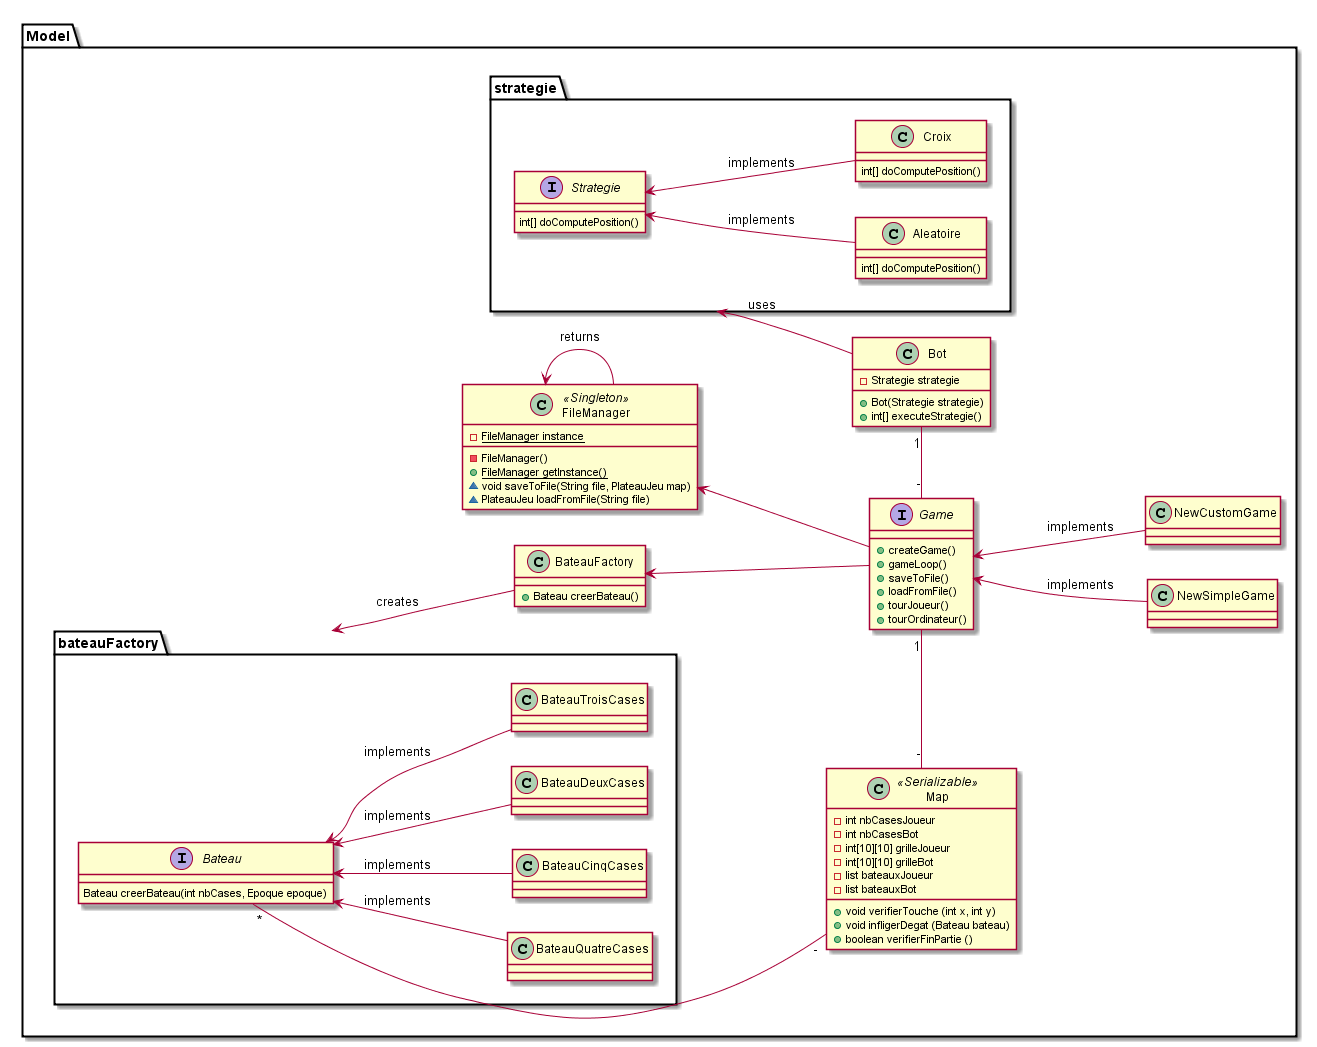 Model
strategie
C Croix
int[] doComputePosition()
implements
I Strategie
int[] doComputePosition()
implements
C Aleatoire
int[] doComputePosition()
uses
returns
C Bot
Strategie strategie
Bot(Strategie strategie)
int[] executeStrategie()
C «Singleton»
FileManager
FileManager instance
FileManager()
FileManager getInstance()
void saveToFile(String file, PlateauJeu map)
PlateauJeu loadFromFile(String file)
1
-
I Game
createGame()
gameLoop()
saveToFile()
loadFromFile()
tourJoueur()
tourOrdinateur()
implements
C NewCustomGame
implements
C NewSimpleGame
C BateauFactory
Bateau creerBateau()
creates
1
-
bateauFactory
C BateauTroisCases
implements
C BateauDeuxCases
implements
I Bateau
Bateau creerBateau(int nbCases, Epoque epoque)
implements
C BateauCinqCases
implements
C BateauQuatreCases
*
-
C «Serializable»
Map
int nbCasesJoueur
int nbCasesBot
int[10][10] grilleJoueur
int[10][10] grilleBot
list bateauxJoueur
list bateauxBot
void verifierTouche (int x, int y)
void infligerDegat (Bateau bateau)
boolean verifierFinPartie ()